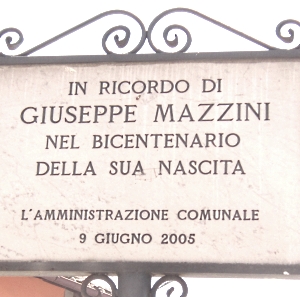 IN RICORDO DI
GIUSEPPE MAZZINI
NEL BICENTENARIO
DELLA SUA NASCITA
L'AMMINISTRAZIONE COMUNALE
9 GIUGNO 2005